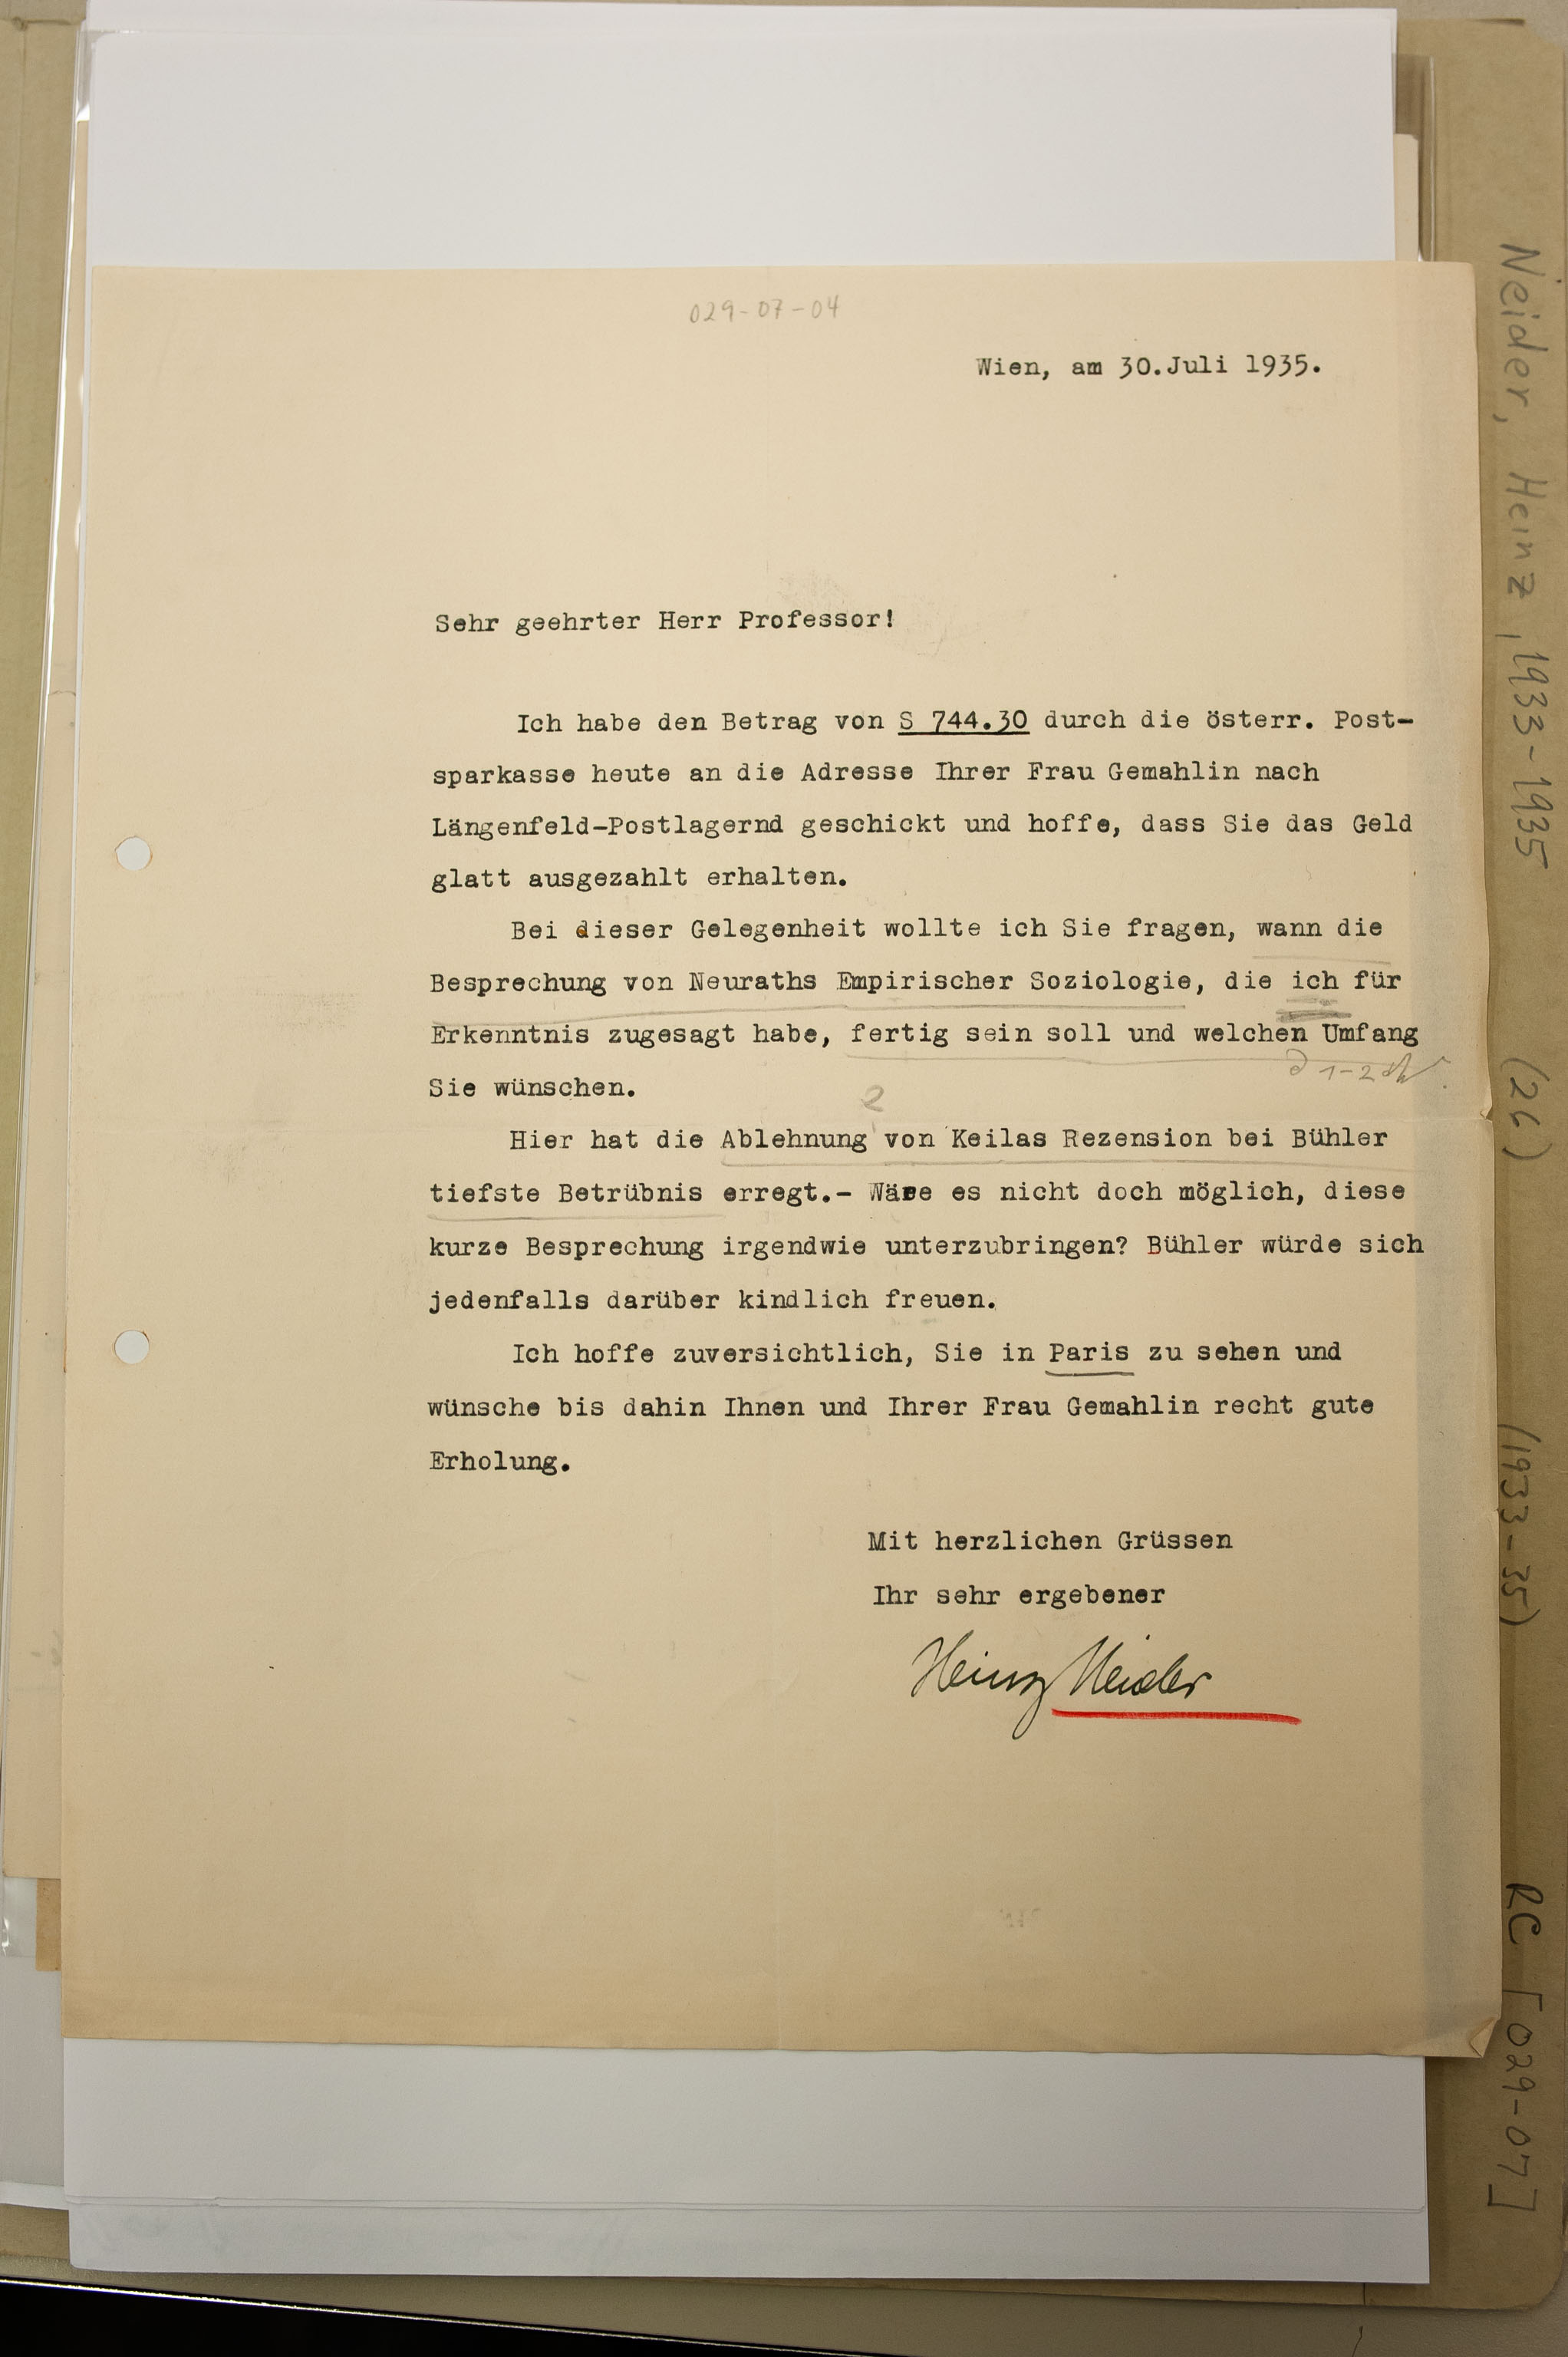 029-07-04
Wien, am 30.Juli 1935.
Sehr geehrter Herr Professor!
Ich habe den Betrag von S 744.30 durch die österr. Post-
sparkasse heute an die Adresse Ihrer Frau Gemahlin nach
Längenfeld-Postlagernd geschickt und hoffe, dass Sie das Geld
glatt ausgezahlt erhalten.
Bei dieser Gelegenheit wollte ich Sie fragen, wann die
Besprechung von Neuraths Empirischer Soziologie, die ich für
Erkenntnis zugesagt habe, fertig sein soll und welchen Umfang
1-2
Sie wünschen.
Hier hat die Ablehnung von Keilas Rezension bei Bühler
tiefste Betrübnis erregt.- Wäre es nicht doch möglich, diese
kurze Besprechung irgendwie unterzubringen? Bühler würde sich
jedenfalls darüber kindlich freuen.
Ich hoffe zuversichtlich, Sie in Paris zu sehen und
wünsche bis dahin Ihnen und Ihrer Frau Gemahlin recht gute
Erholung.
Mit herzlichen Grüssen
Ihr sehr ergebener
Heinz Neider
Neider, Heinz, 1933-1935 (26) (1933-35) RC [029-07]